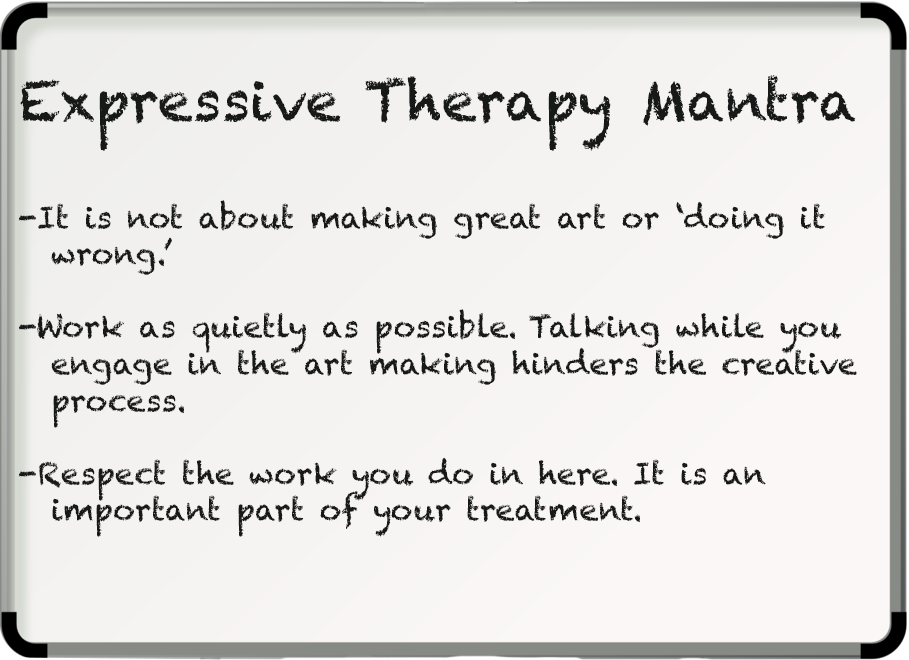 Expressive Therapy Mantra
-It is not about making great art or ‘doing it
wrong.’
-Work as quietly as possible. Talking while you
engage in the art making hinders the creative
process.
-Respect the work you do in here. It is an
important part of your treatment.